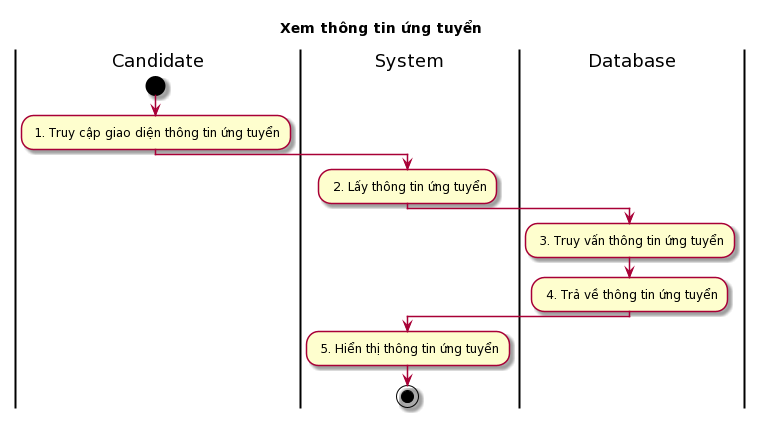 Xem thông tin ứng tuyển
Candidate
System
Database
1. Truy cập giao diện thông tin ứng tuyển
2. Lấy thông tin ứng tuyển
3. Truy vấn thông tin ứng tuyển
4. Trả về thông tin ứng tuyển
5. Hiển thị thông tin ứng tuyển